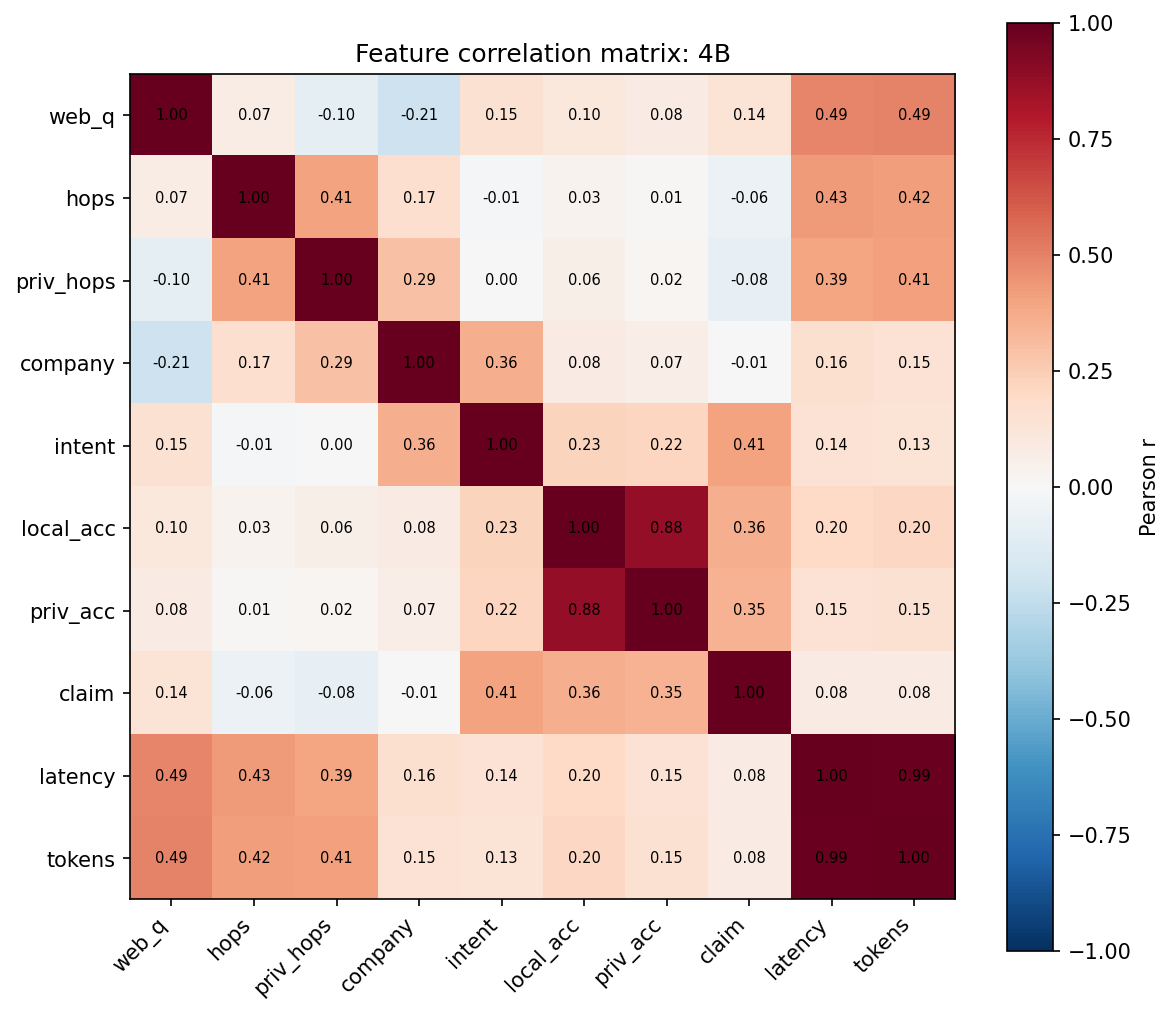 Feature correlation matrix: 4B
web_q 1.00 0.07 -0.10 -0.21 0.15 0.10 0.08 0.14 0.49 0.49
hops 0.07 1.00 0.41 0.17 -0.01 0.03 0.01 -0.06 0.43 0.42
priv_hops -0.10 0.41 1.00 0.29 0.00 0.06 0.02 -0.08 0.39 0.41
company -0.21 0.17 0.29 1.00 0.36 0.08 0.07 -0.01 0.16 0.15
intent 0.15 -0.01 0.00 0.36 1.00 0.23 0.22 0.41 0.14 0.13
local_acc 0.10 0.03 0.06 0.08 0.23 1.00 0.88 0.36 0.20 0.20
priv_acc 0.08 0.01 0.02 0.07 0.22 0.88 1.00 0.35 0.15 0.15
claim 0.14 -0.06 -0.08 -0.01 0.41 0.36 0.35 1.00 0.08 0.08
latency 0.49 0.43 0.39 0.16 0.14 0.20 0.15 0.08 1.00 0.99
tokens 0.49 0.42 0.41 0.15 0.13 0.20 0.15 0.08 0.99 1.00
web_q hops priv_hops company intent local_acc priv_acc claim latency tokens
1.00
0.75
0.50
0.25
0.00
−0.25
−0.50
−0.75
−1.00
Pearson r